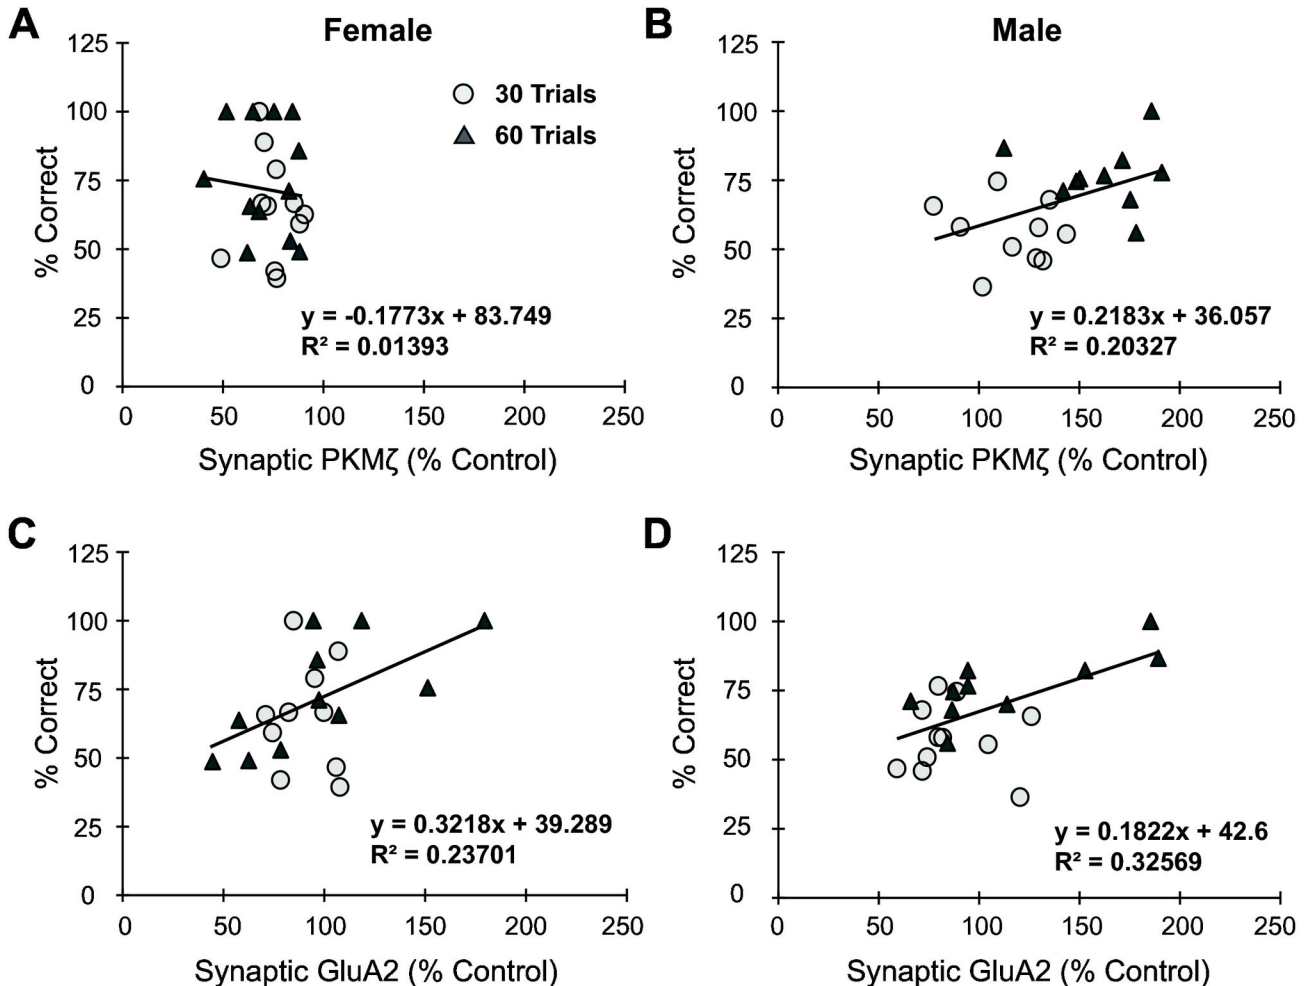 A
Female
125
100
75
50
25
0
% Correct
30 Trials
60 Trials
y = -0.1773x + 83.749
R² = 0.01393
0 50 100 150 200 250
Synaptic PKMζ (% Control)
B
Male
125
100
75
50
25
0
% Correct
y = 0.2183x + 36.057
R² = 0.20327
0 50 100 150 200 250
Synaptic PKMζ (% Control)
C
125
100
75
50
25
0
% Correct
y = 0.3218x + 39.289
R² = 0.23701
0 50 100 150 200 250
Synaptic GluA2 (% Control)
D
125
100
75
50
25
0
% Correct
y = 0.1822x + 42.6
R² = 0.32569
0 50 100 150 200 250
Synaptic GluA2 (% Control)